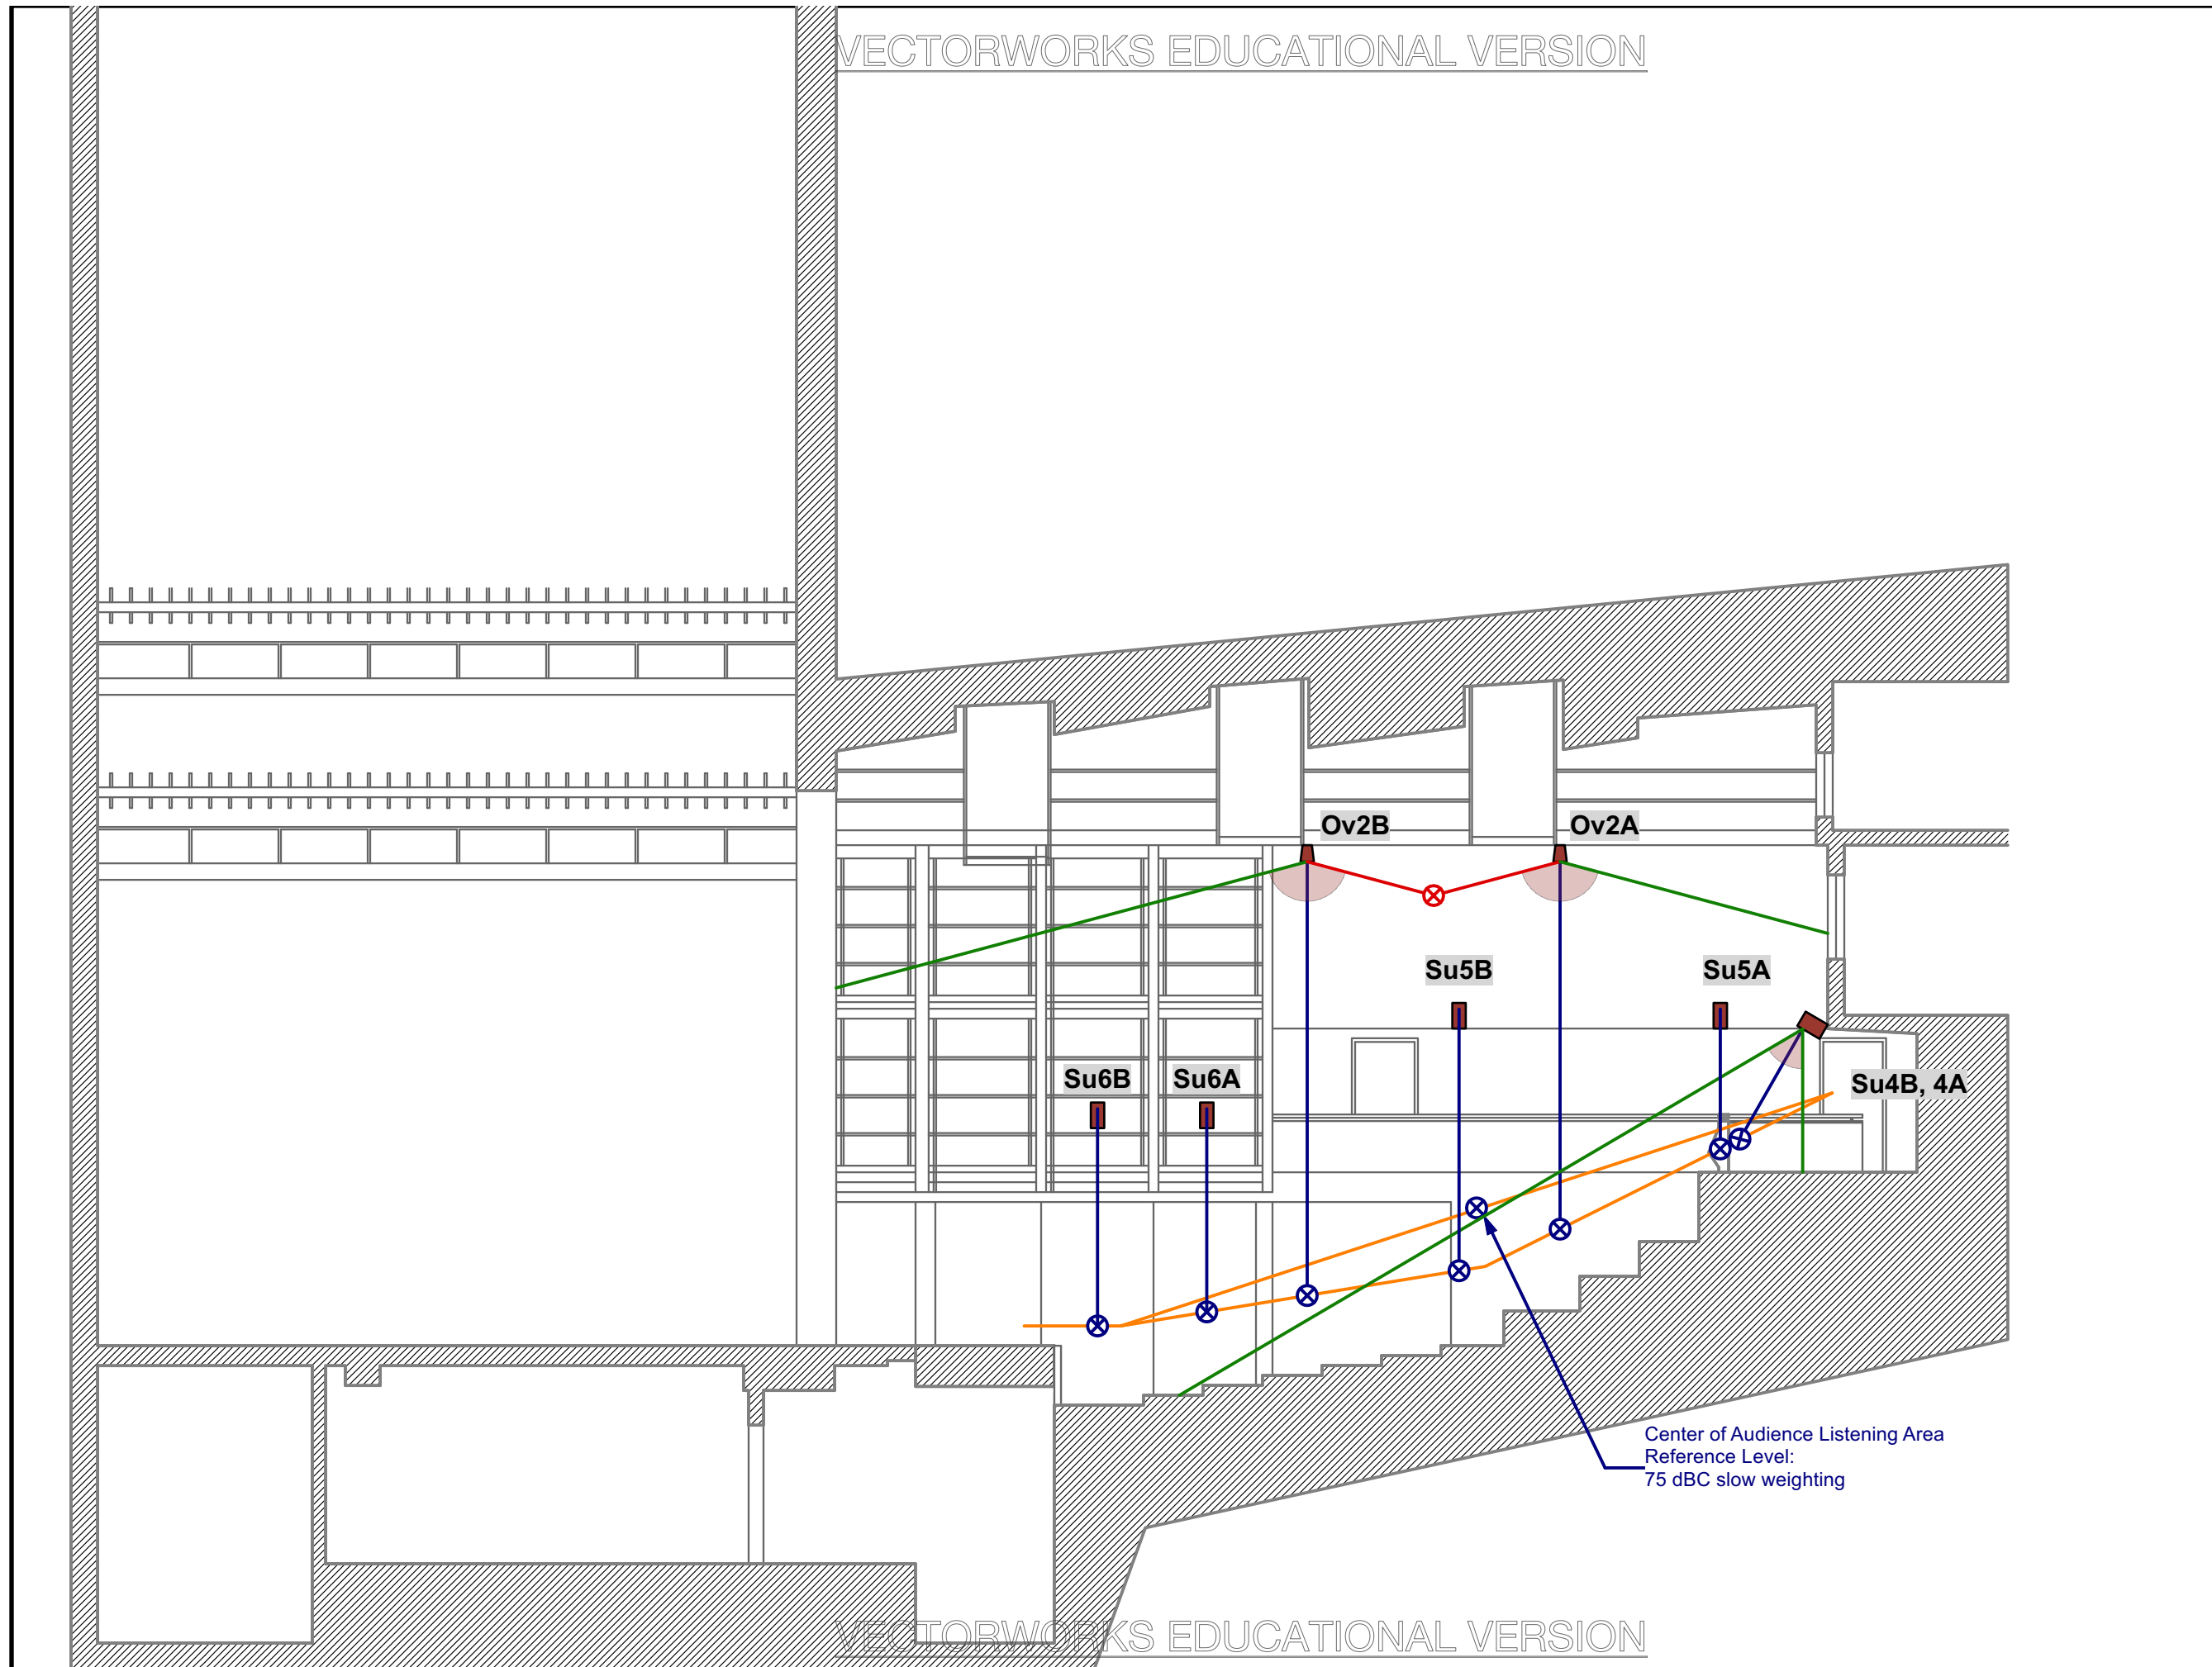 VECTORWORKS EDUCATIONAL VERSION
Ov2B
Ov2A
Su5B
Su5A
Su6B
Su6A
Su4B, 4A
Center of Audience Listening Area
Reference Level:
75 dBC slow weighting
VECTORWORKS EDUCATIONAL VERSION